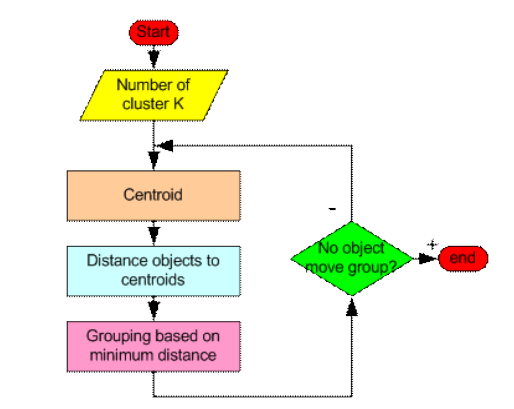 Start
Number of
cluster K
Centroid
Distance objects to
centroids
Grouping based on
minimum distance
-
No object
move group?
+
end